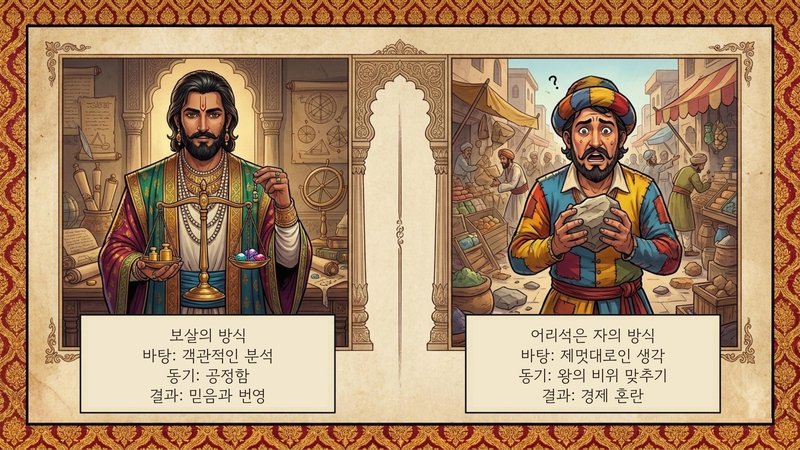 보살의 방식
바탕: 객관적인 분석
동기: 공정함
결과: 믿음과 번영
?
어리석은 자의 방식
바탕: 제멋대로인 생각
동기: 왕의 비위 맞추기
결과: 경제 혼란